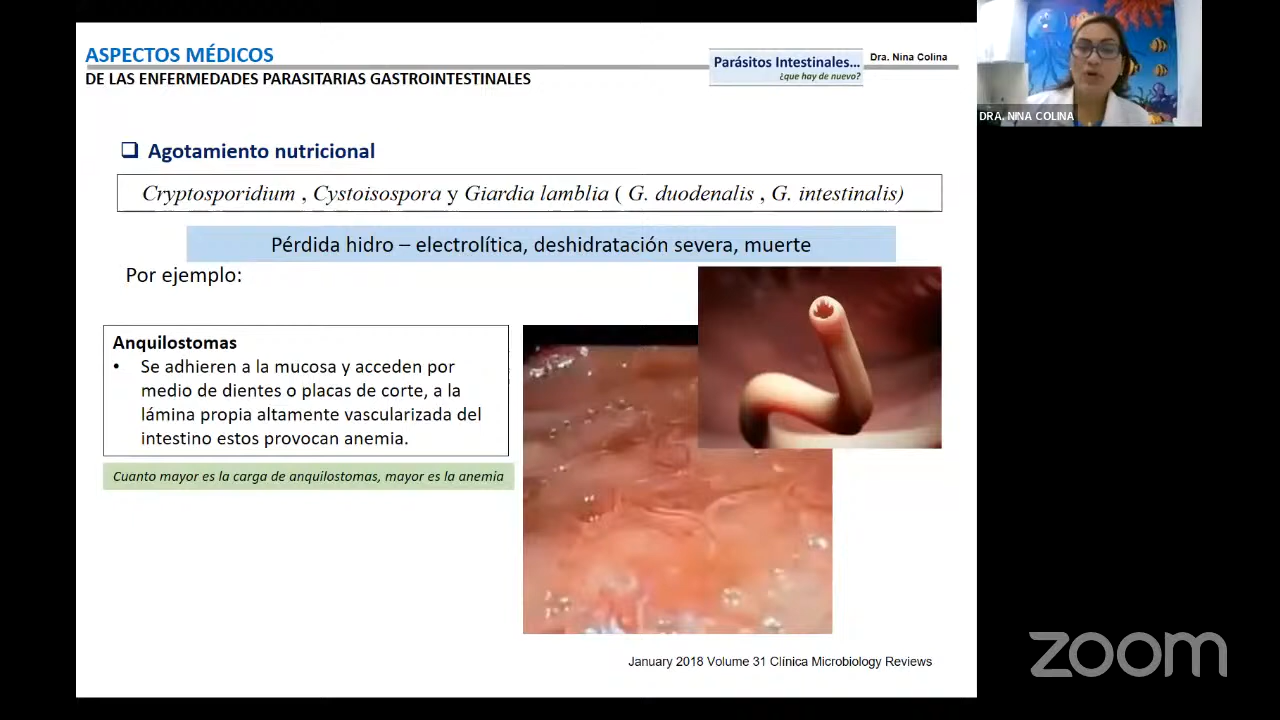 ASPECTOS MÉDICOS
DE LAS ENFERMEDADES PARASITARIAS GASTROINTESTINALES
Parásitos Intestinales...
¿que hay de nuevo?
Dra. Nina Colina
DRA. NINA COLINA
Agotamiento nutricional
Cryptosporidium , Cystoisospora y Giardia lamblia ( G. duodenalis , G. intestinalis)
Pérdida hidro – electrolítica, deshidratación severa, muerte
Por ejemplo:
Anquilostomas
• Se adhieren a la mucosa y acceden por
medio de dientes o placas de corte, a la
lámina propia altamente vascularizada del
intestino estos provocan anemia.
Cuanto mayor es la carga de anquilostomas, mayor es la anemia
January 2018 Volume 31 Clínica Microbiology Reviews
zoom